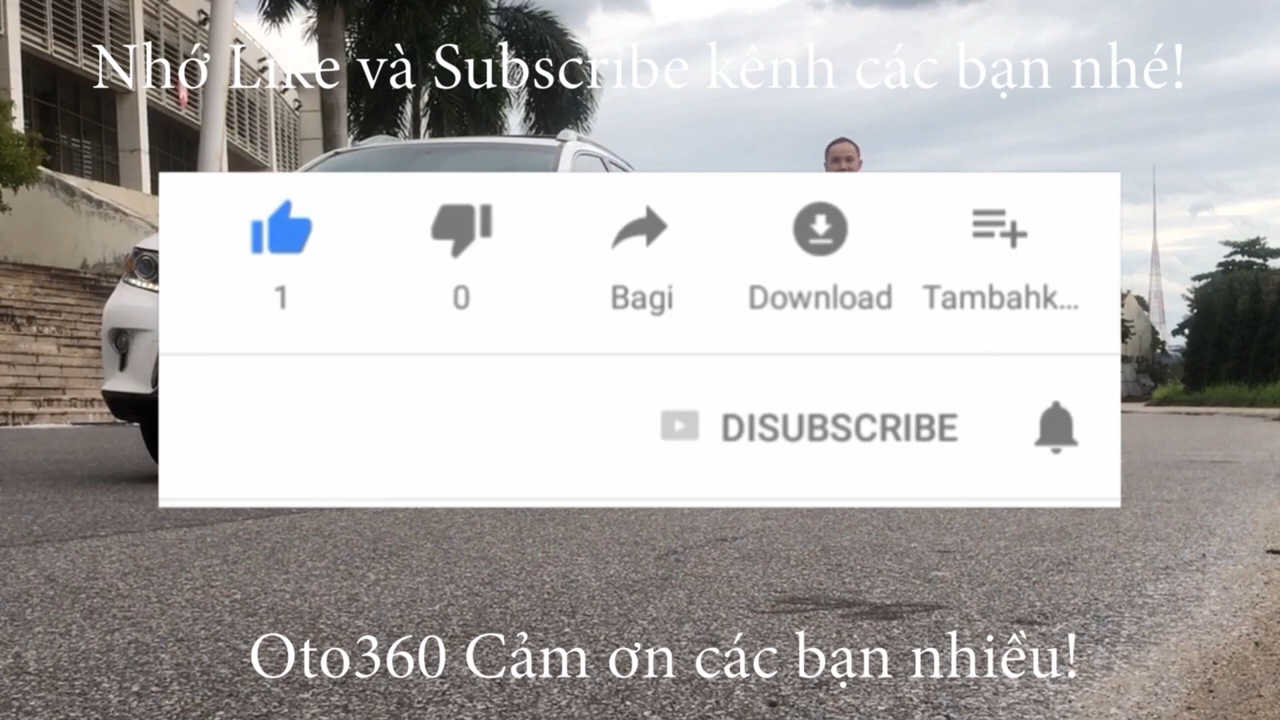 Nhớ Like và Subscribe kênh các bạn nhé!
1 0 Bagi Download Tambahk...
DISUBSCRIBE
Oto360 Cảm ơn các bạn nhiều!